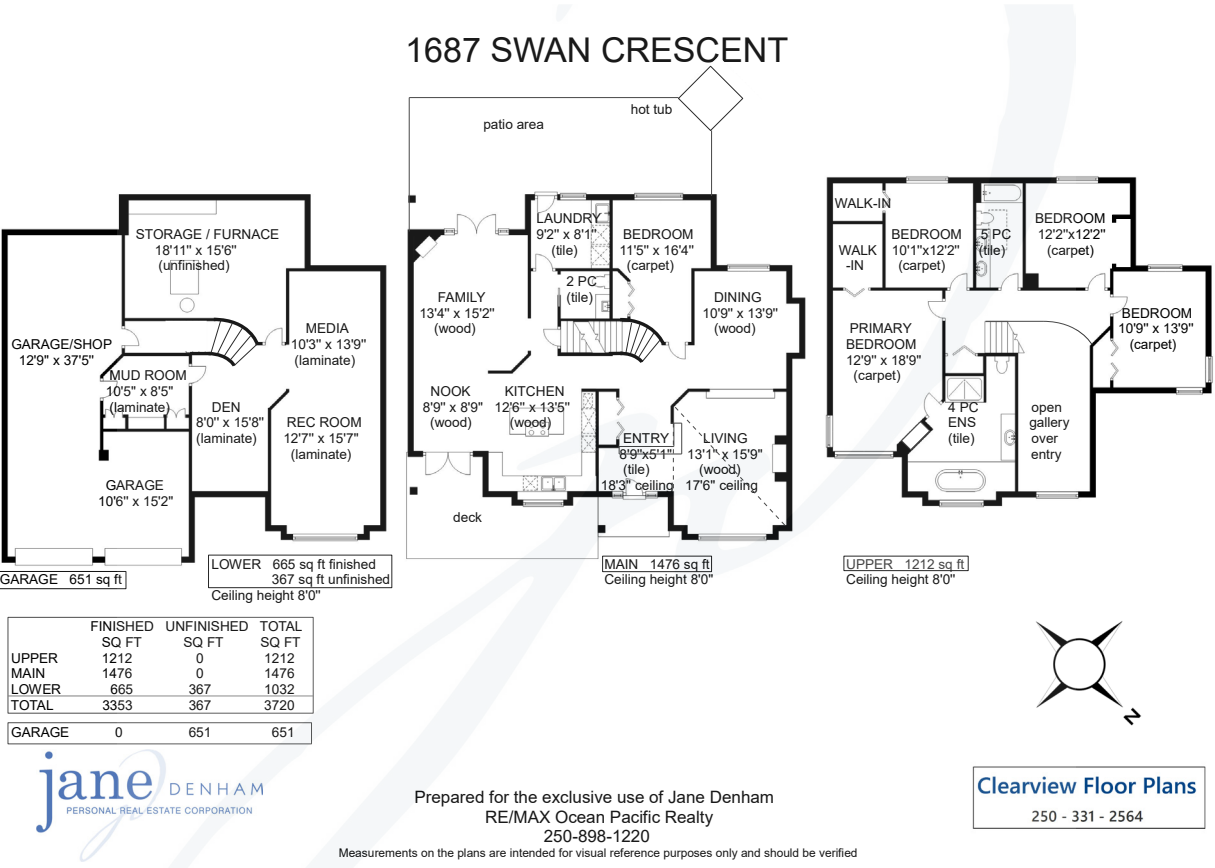 1687 SWAN CRESCENT
hot tub
patio area
STORAGE / FURNACE
18'11" x 15'6"
(unfinished)
GARAGE/SHOP
12'9" x 37'5"
MEDIA
10'3" x 13'9"
(laminate)
MUD ROOM
10'5" x 8'5"
(laminate)
DEN
8'0" x 15'8"
(laminate)
REC ROOM
12'7" x 15'7"
(laminate)
GARAGE
10'6" x 15'2"
GARAGE 651 sq ft
LOWER 665 sq ft finished
367 sq ft unfinished
Ceiling height 8'0"
LAUNDRY
9'2" x 8'1"
(tile)
BEDROOM
11'5" x 16'4"
(carpet)
2 PC
(tile)
FAMILY
13'4" x 15'2"
(wood)
DINING
10'9" x 13'9"
(wood)
NOOK
8'9" x 8'9"
(wood)
KITCHEN
12'6" x 13'5"
(wood)
ENTRY
8'9"x5'1"
(tile)
18'3" ceiling
LIVING
13'1" x 15'9"
(wood)
17'6" ceiling
deck
MAIN 1476 sq ft
Ceiling height 8'0"
WALK-IN
WALK
-IN
BEDROOM
10'1"x12'2"
(carpet)
5 PC
(tile)
BEDROOM
12'2"x12'2"
(carpet)
BEDROOM
10'9" x 13'9"
(carpet)
PRIMARY
BEDROOM
12'9" x 18'9"
(carpet)
4 PC
ENS
(tile)
open
gallery
over
entry
UPPER 1212 sq ft
Ceiling height 8'0"
FINISHED UNFINISHED TOTAL
SQ FT SQ FT SQ FT
UPPER 1212 0 1212
MAIN 1476 0 1476
LOWER 665 367 1032
TOTAL 3353 367 3720
GARAGE 0 651 651
N
jane DENHAM
PERSONAL REAL ESTATE CORPORATION
Prepared for the exclusive use of Jane Denham
RE/MAX Ocean Pacific Realty
250-898-1220
Measurements on the plans are intended for visual reference purposes only and should be verified
Clearview Floor Plans
250 - 331 - 2564